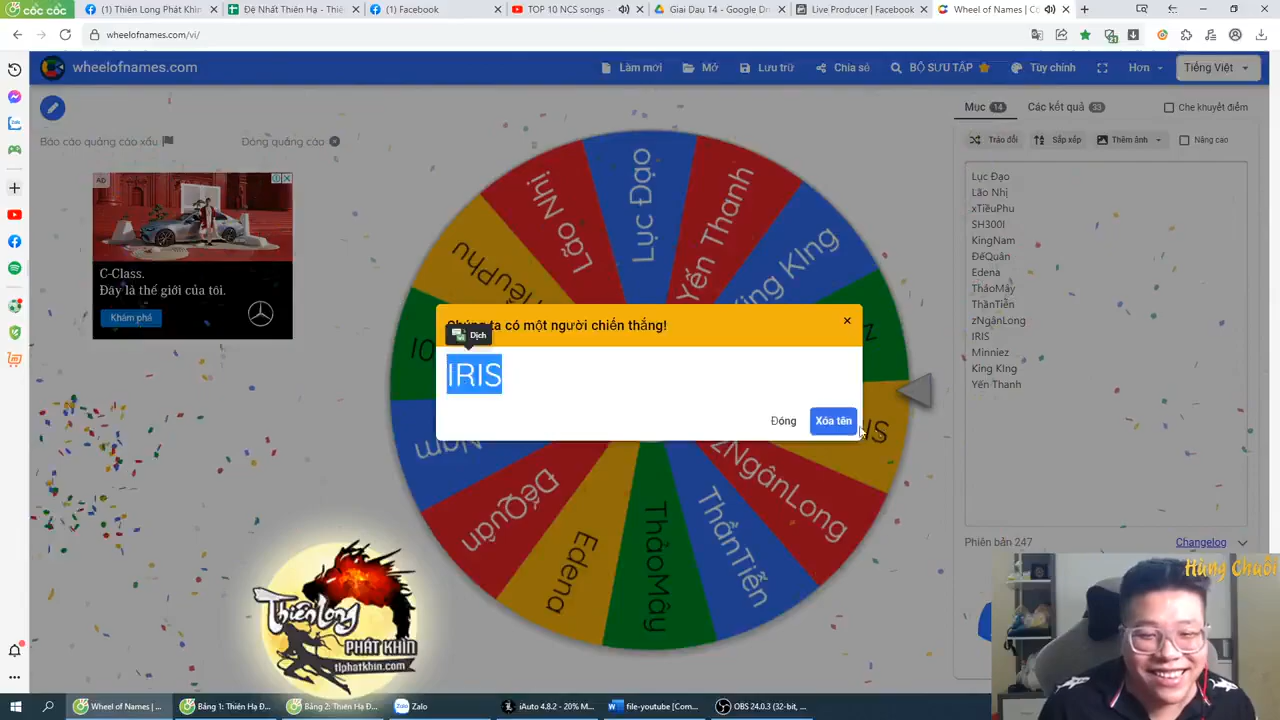 CỐC CỐC
(1) Thiên Long Phát Khìn
Đệ Nhất Thiên Hạ - Thiê
(1) Facebook
TOP 10 NCS songs -
Giai Dau T4 - Google Dr
Live Producer | Facebook
Wheel of Names | Co
wheelofnames.com/vi/
wheelofnames.com
Làm mới
Mở
Lưu trữ
Chia sẻ
BỘ SƯU TẬP
Tùy chỉnh
Hơn
Tiếng Việt
Báo cáo quảng cáo xấu
Đóng quảng cáo
AD
C-Class.
Đây là thế giới của tôi.
Khám phá
Lão Nhị
Lục Đạo
Yến Thanh
King KIng
zNgânLong
ThầnTiễn
ThảoMây
Edena
ĐếQuân
Chúng ta có một người chiến thắng!
Dịch
IRIS
Đóng
Xóa tên
Mục 14
Các kết quả 33
Che khuyết điểm
Tráo đổi
Sắp xếp
Thêm ảnh
Nâng cao
Lục Đạo
Lão Nhị
xTiềuPhu
SH300I
KingNam
ĐếQuân
Edena
ThảoMây
ThầnTiễn
zNgânLong
IRIS
Minniez
King KIng
Yến Thanh
Phiên bản 247
Changelog
Hùng Chuối
Thiên Long
PHÁT KHÌN
tlphatkhin.com
Wheel of Names | ...
Bảng 1: Thiên Hạ Đ...
Bảng 2: Thiên Hạ Đ...
Zalo
iAuto 4.8.2 - 20% M...
file-youtube [Com...
OBS 24.0.3 (32-bit, ...